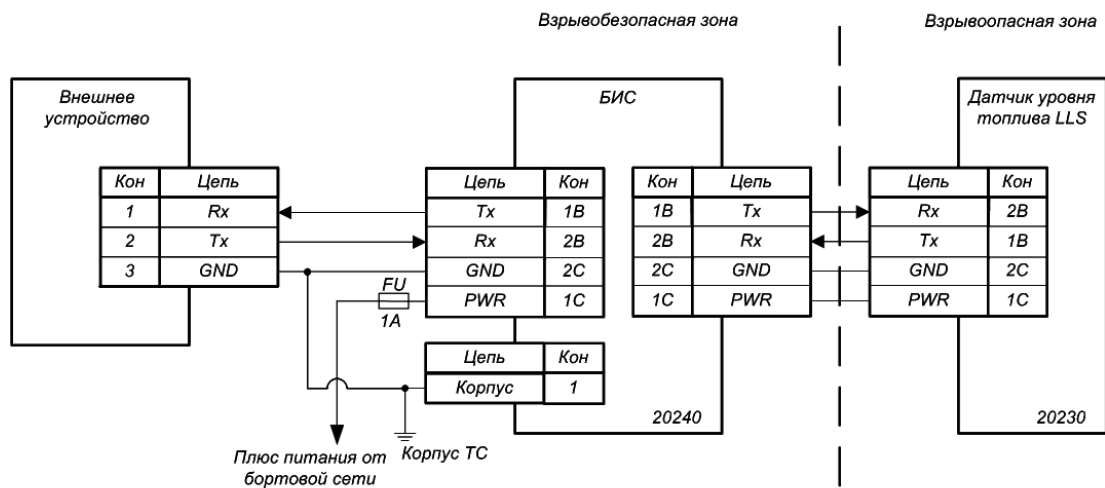 Взрывобезопасная зона
Взрывоопасная зона
Внешнее
устройство
БИС
Датчик уровня
топлива LLS
Кон Цепь
1 Rx
2 Tx
3 GND
Цепь Кон
Tx 1B
Rx 2B
GND 2C
PWR 1C
Кон Цепь
1B Tx
2B Rx
2C GND
1C PWR
Цепь Кон
Rx 2B
Tx 1B
GND 2C
PWR 1C
FU
1A
Цепь Кон
Корпус 1
20240
20230
Плюс питания от
бортовой сети
Корпус ТС